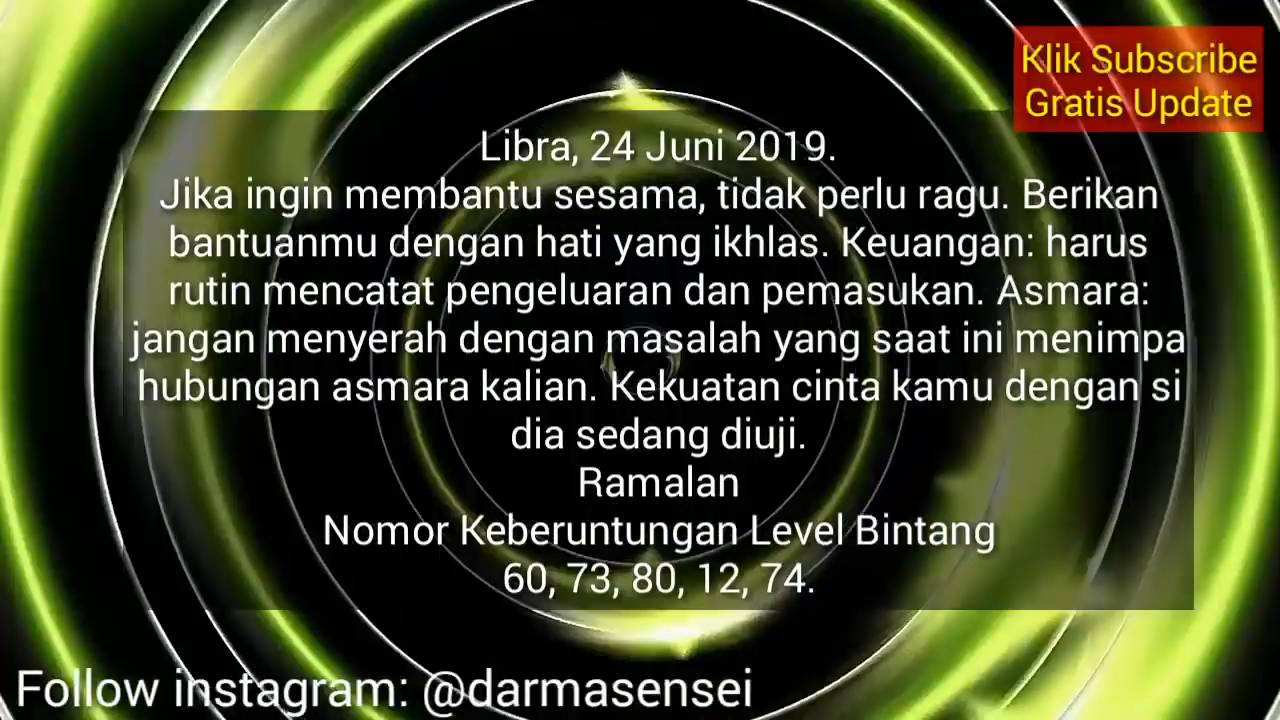 Klik Subscribe
Gratis Update
Libra, 24 Juni 2019.
Jika ingin membantu sesama, tidak perlu ragu. Berikan
bantuanmu dengan hati yang ikhlas. Keuangan: harus
rutin mencatat pengeluaran dan pemasukan. Asmara:
jangan menyerah dengan masalah yang saat ini menimpa
hubungan asmara kalian. Kekuatan cinta kamu dengan si
dia sedang diuji.
Ramalan
Nomor Keberuntungan Level Bintang
60, 73, 80, 12, 74.
Follow instagram: @darmasensei